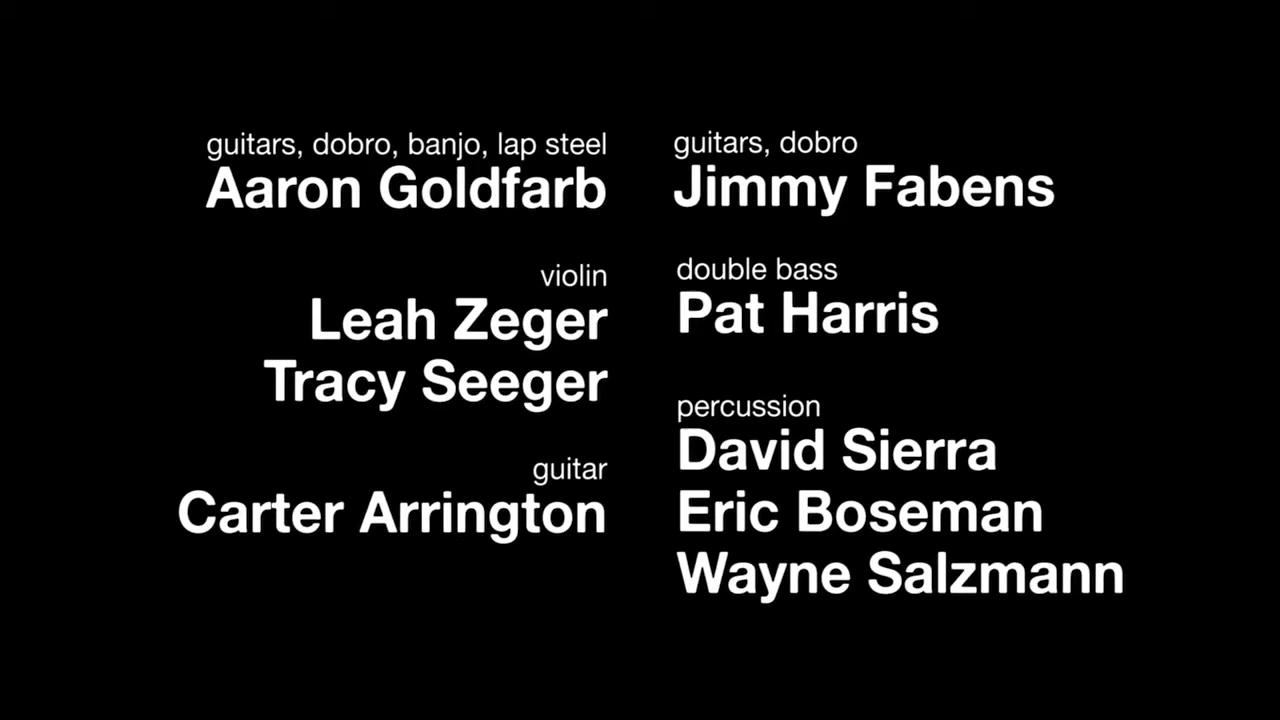 guitars, dobro, banjo, lap steel
Aaron Goldfarb
violin
Leah Zeger
Tracy Seeger
guitar
Carter Arrington
guitars, dobro
Jimmy Fabens
double bass
Pat Harris
percussion
David Sierra
Eric Boseman
Wayne Salzmann